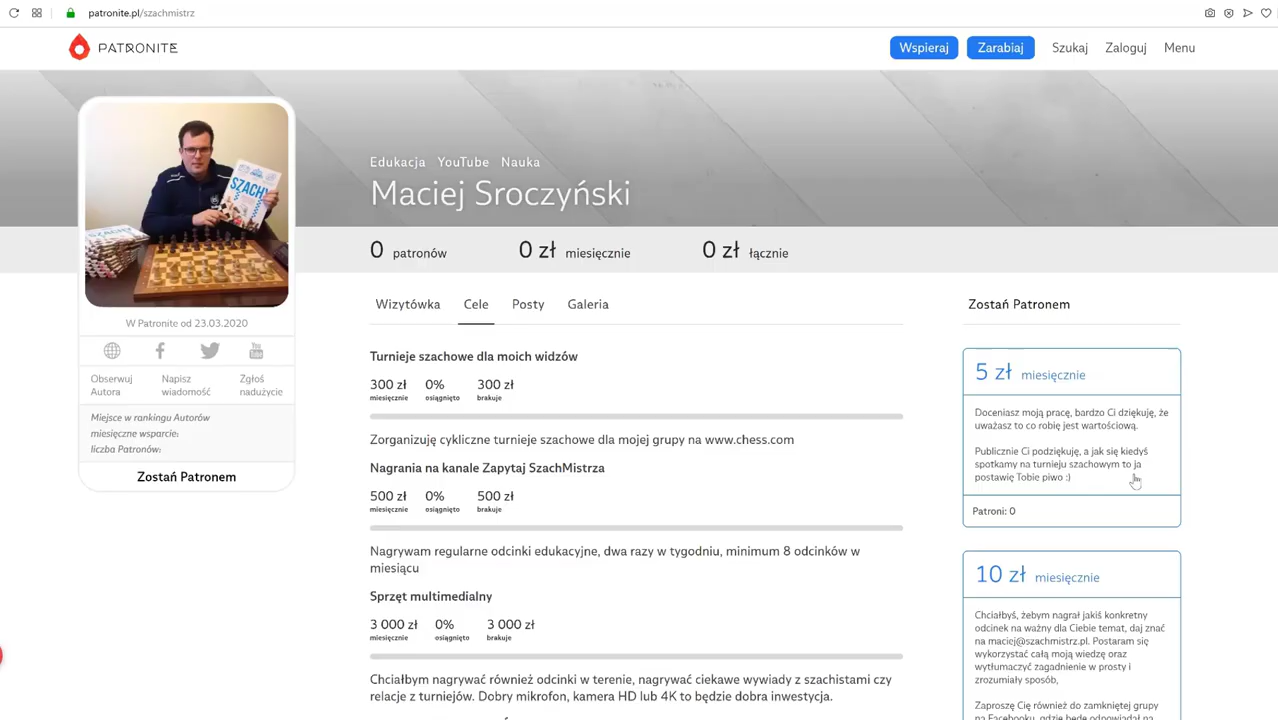 patronite.pl/szachmistrz
PATRONITE
Wspieraj
Zarabiaj
Szukaj
Zaloguj
Menu
Edukacja YouTube Nauka
Maciej Sroczyński
0 patronów
0 zł miesięcznie
0 zł łącznie
SZACHY
W Patronite od 23.03.2020
Obserwuj
Autora
Napisz
wiadomość
Zgłoś
nadużycie
Miejsce w rankingu Autorów
miesięczne wsparcie:
liczba Patronów:
Zostań Patronem
Wizytówka
Cele
Posty
Galeria
Turnieje szachowe dla moich widzów
300 zł 0% 300 zł
miesięcznie osiągnięto brakuje
Zorganizuję cykliczne turnieje szachowe dla mojej grupy na www.chess.com
Nagrania na kanale Zapytaj SzachMistrza
500 zł 0% 500 zł
miesięcznie osiągnięto brakuje
Nagrywam regularne odcinki edukacyjne, dwa razy w tygodniu, minimum 8 odcinków w
miesiącu
Sprzęt multimedialny
3 000 zł 0% 3 000 zł
miesięcznie osiągnięto brakuje
Chciałbym nagrywać również odcinki w terenie, nagrywać ciekawe wywiady z szachistami czy
relacje z turniejów. Dobry mikrofon, kamera HD lub 4K to będzie dobra inwestycja.
Zostań Patronem
5 zł miesięcznie
Doceniasz moją pracę, bardzo Ci dziękuję, że
uważasz to co robię jest wartościową.
Publicznie Ci podziękuję, a jak się kiedyś
spotkamy na turnieju szachowym to ja
postawię Tobie piwo :)
Patroni: 0
10 zł miesięcznie
Chciałbyś, żebym nagrał jakiś konkretny
odcinek na ważny dla Ciebie temat, daj znać
na maciej@szachmistrz.pl. Postaram się
wykorzystać całą moją wiedzę oraz
wytłumaczyć zagadnienie w prosty i
zrozumiały sposób,
Zaproszę Cię również do zamkniętej grupy
na Facebooku, gdzie będę odpowiadał na